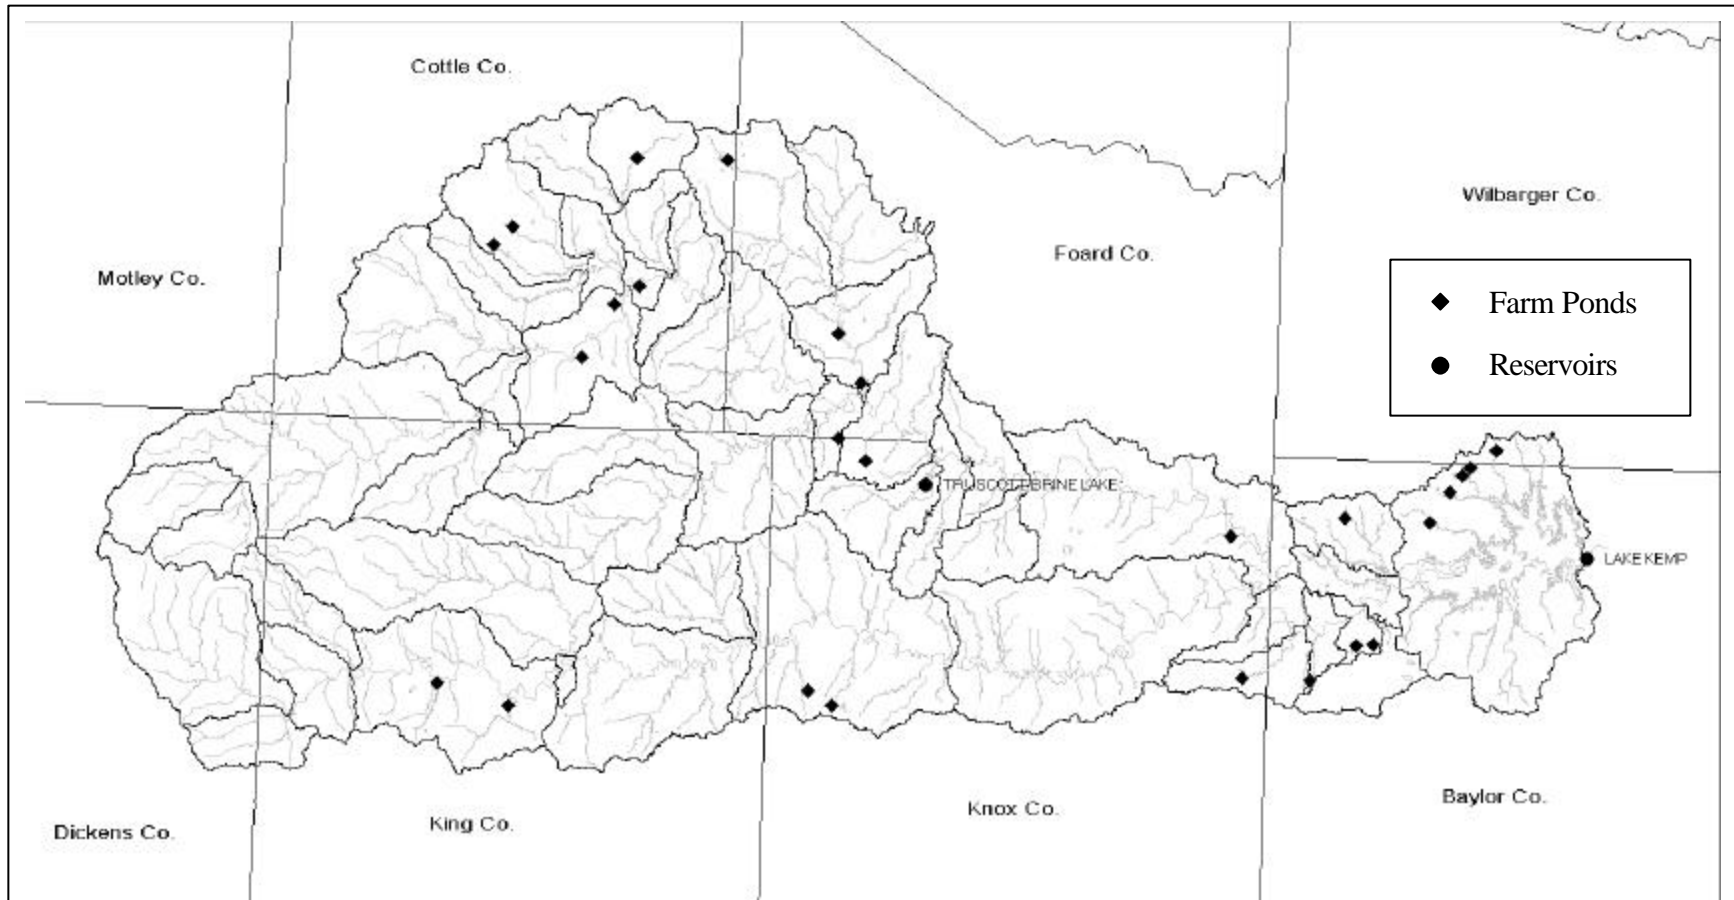 Cottle Co.
Wilbarger Co.
Foard Co.
Motley Co.
Farm Ponds
Reservoirs
TRUSCOTT BRINE LAKE
LAKE KEMP
Baylor Co.
Knox Co.
King Co.
Dickens Co.